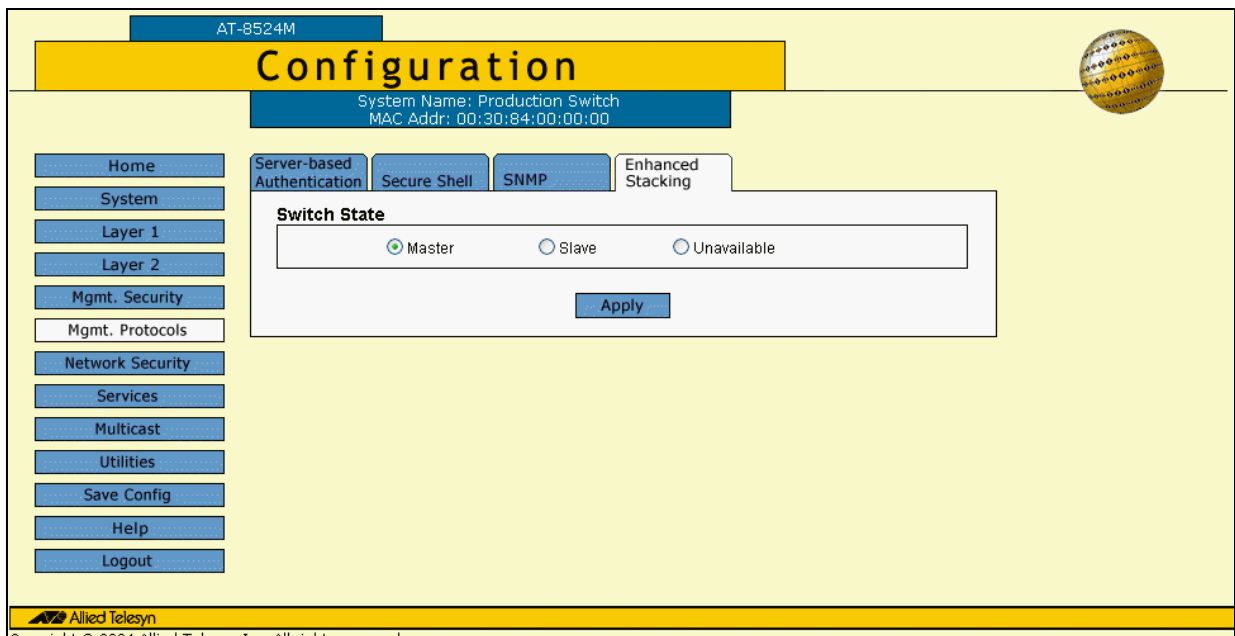 AT-8524M
Configuration
System Name: Production Switch
MAC Addr: 00:30:84:00:00:00
Home
System
Layer 1
Layer 2
Mgmt. Security
Mgmt. Protocols
Network Security
Services
Multicast
Utilities
Save Config
Help
Logout
Server-based
Authentication
Secure Shell
SNMP
Enhanced
Stacking
Switch State
Master
Slave
Unavailable
Apply
Allied Telesyn